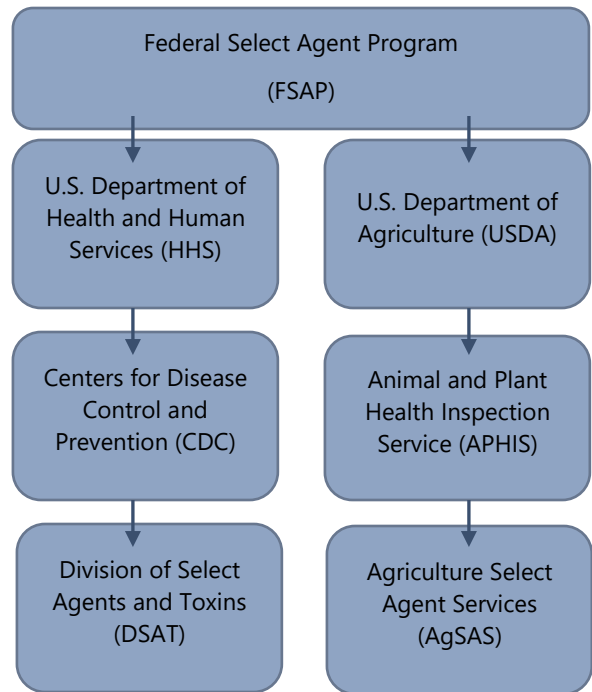 Federal Select Agent Program
(FSAP)
U.S. Department of
Health and Human
Services (HHS)
U.S. Department of
Agriculture (USDA)
Centers for Disease
Control and
Prevention (CDC)
Animal and Plant
Health Inspection
Service (APHIS)
Division of Select
Agents and Toxins
(DSAT)
Agriculture Select
Agent Services
(AgSAS)